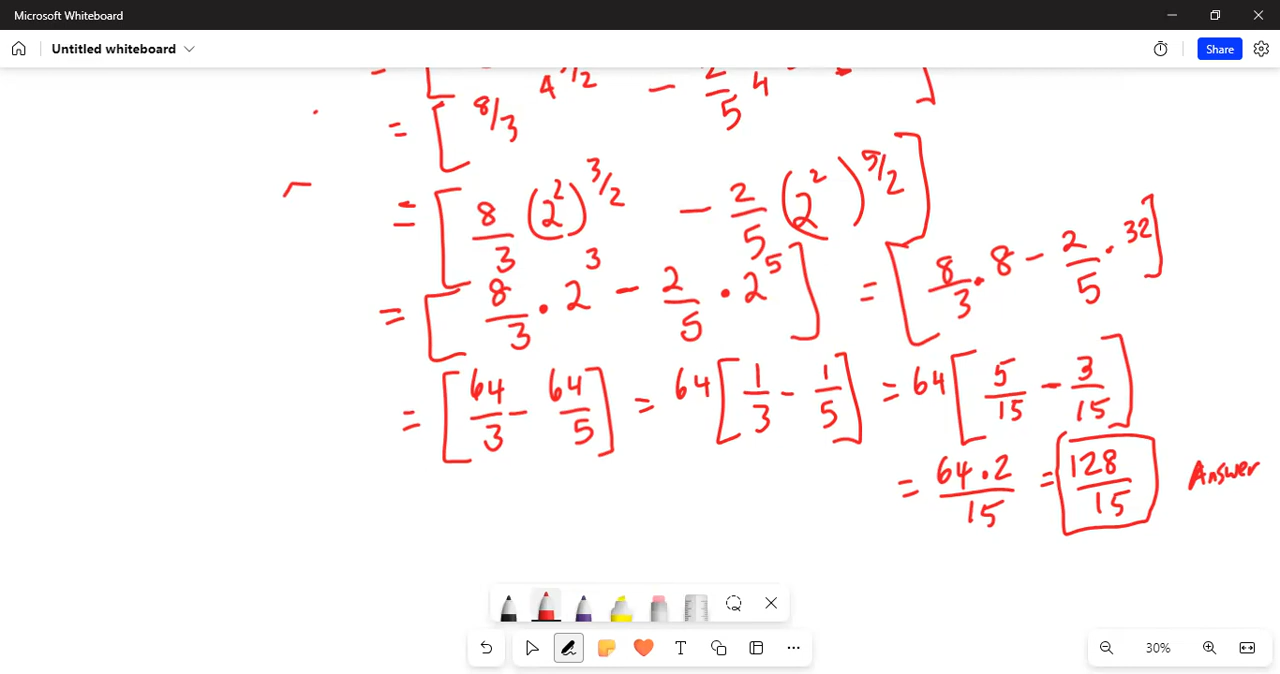 Microsoft Whiteboard
Untitled whiteboard
Share
= [ 4^{3/2} - 2/5 4 ]
= [ 8/3
= [ 8/3 (2^2)^{3/2} - 2/5 (2^2)^{5/2} ]
= [ 8/3 · 2^3 - 2/5 · 2^5 ] = [ 8/3 · 8 - 2/5 · 32 ]
= [ 64/3 - 64/5 ] = 64 [ 1/3 - 1/5 ] = 64 [ 5/15 - 3/15 ]
= 64 · 2/15 = 128/15 Answer
30%